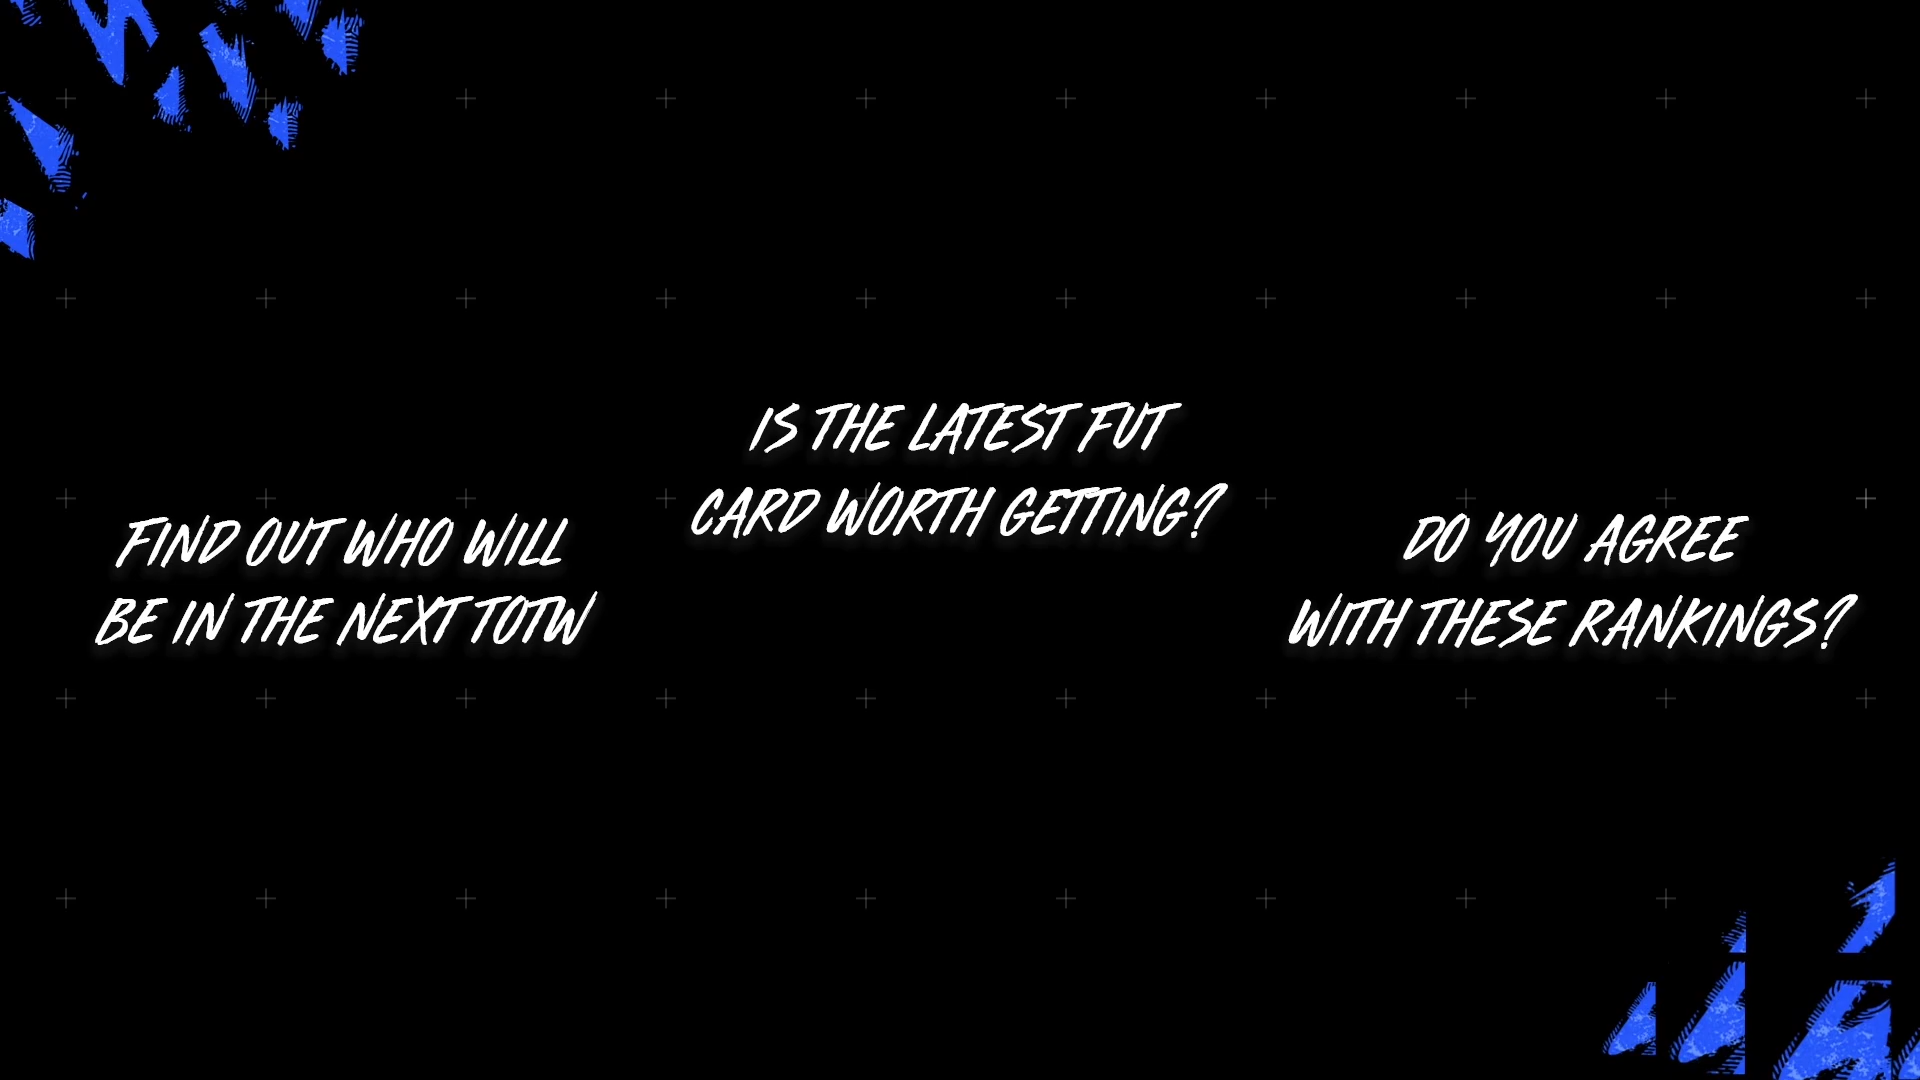 FIND OUT WHO WILL
BE IN THE NEXT TOTW
IS THE LATEST FUT
CARD WORTH GETTING?
DO YOU AGREE
WITH THESE RANKINGS?